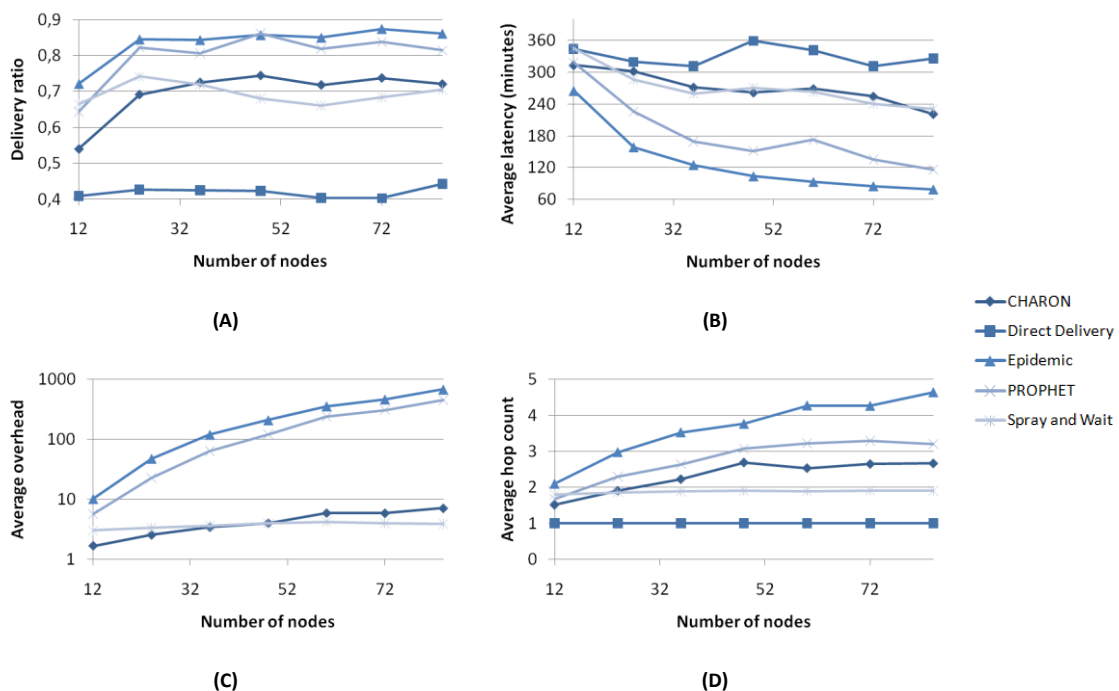 0,9
0,8
0,7
0,6
0,5
0,4
Delivery ratio
12 32 52 72
Number of nodes
(A)
360
300
240
180
120
60
Average latency (minutes)
12 32 52 72
Number of nodes
(B)
1000
100
10
1
Average overhead
12 32 52 72
Number of nodes
(C)
5
4
3
2
1
0
Average hop count
12 32 52 72
Number of nodes
(D)
CHARON
Direct Delivery
Epidemic
PROPHET
Spray and Wait